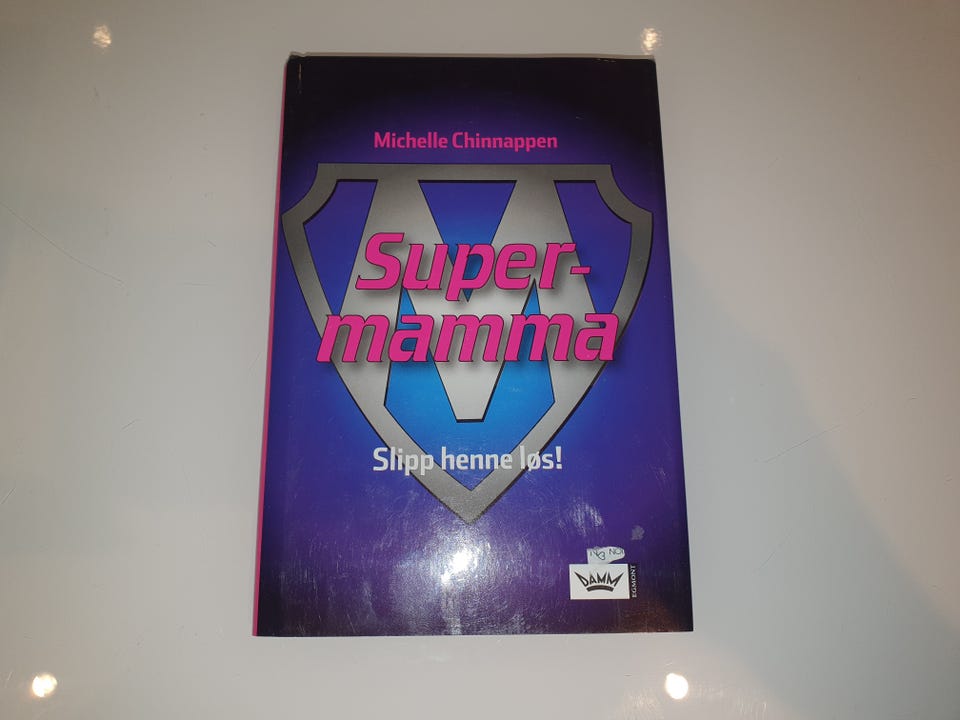 Michelle Chinnappen
Super-
mamma
Slipp henne løs!
DAMM
EGMONT